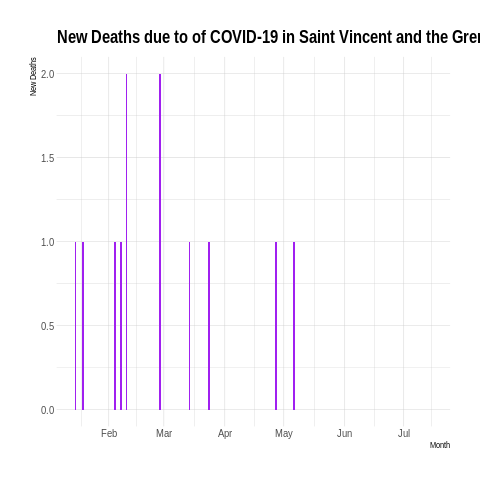 New Deaths due to of COVID-19 in Saint Vincent and the Gren
New Deaths
2.0
1.5
1.0
0.5
0.0
Feb Mar Apr May Jun Jul
Month